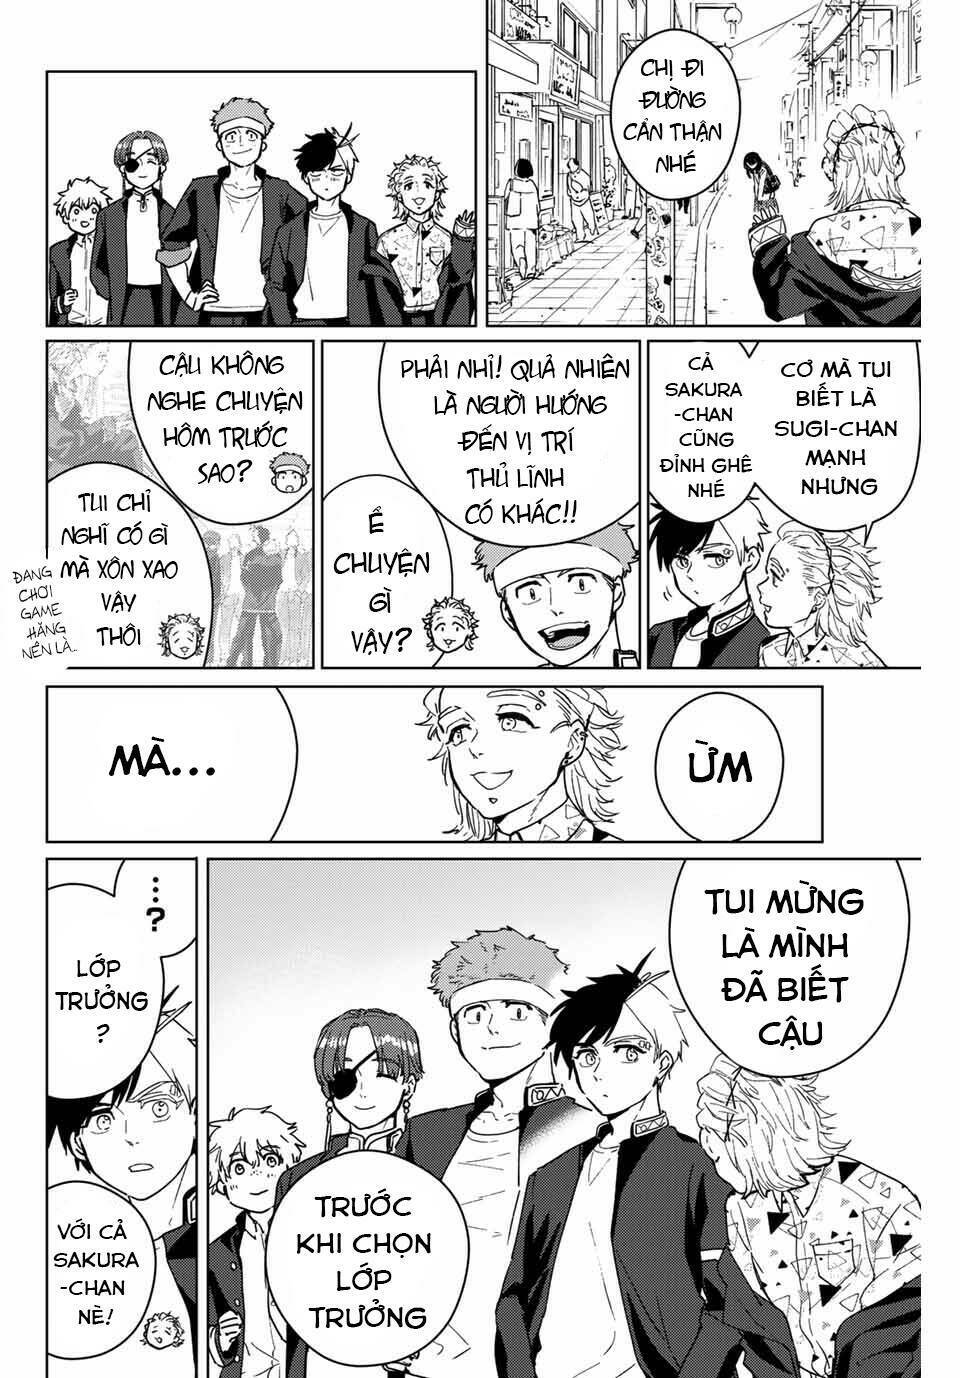 CHỊ ĐI
ĐƯỜNG
CẨN THẬN
NHÉ
CƠ MÀ TUI
BIẾT LÀ
SUGI-CHAN
MẠNH
NHƯNG
CẢ
SAKURA
-CHAN
CŨNG
ĐỈNH GHÊ
NHÉ
PHẢI NHỈ! QUẢ NHIÊN
LÀ NGƯỜI HƯỚNG
ĐẾN VỊ TRÍ
THỦ LĨNH
CÓ KHÁC!!
Ể
CHUYỆN
GÌ
VẬY?
CẬU KHÔNG
NGHE CHUYỆN
HÔM TRƯỚC
SAO?
TUI CHỈ
NGHĨ CÓ GÌ
MÀ XÔN XAO
VẬY
THÔI
ĐANG
CHƠI
GAME
HĂNG
NÊN LÀ..
ỪM
MÀ...
TUI MỪNG
LÀ MÌNH
ĐÃ BIẾT
CẬU
TRƯỚC
KHI CHỌN
LỚP
TRƯỞNG
...
?
LỚP
TRƯỞNG
?
VỚI CẢ
SAKURA
-CHAN
NÈ!